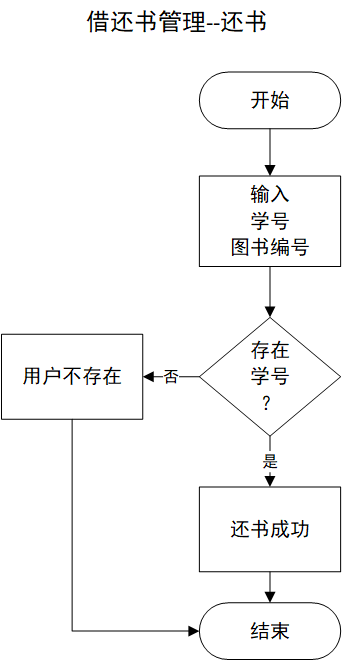 借还书管理--还书
开始
输入
学号
图书编号
存在
学号
？
否
用户不存在
是
还书成功
结束